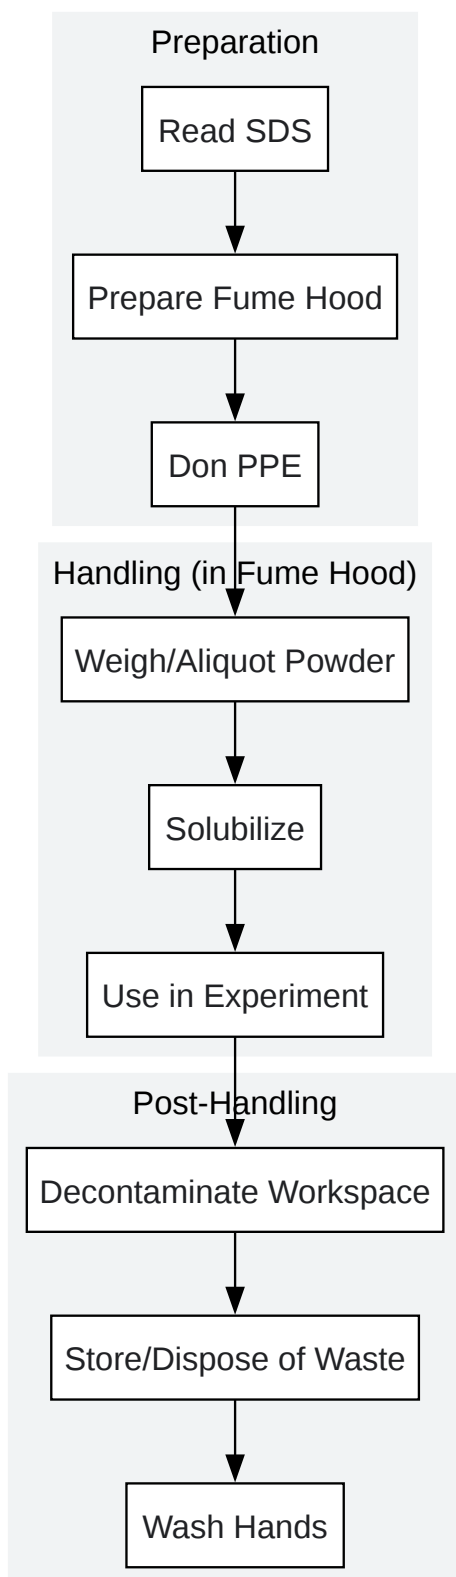 Preparation
Read SDS
Prepare Fume Hood
Don PPE
Handling (in Fume Hood)
Weigh/Aliquot Powder
Solubilize
Use in Experiment
Post-Handling
Decontaminate Workspace
Store/Dispose of Waste
Wash Hands